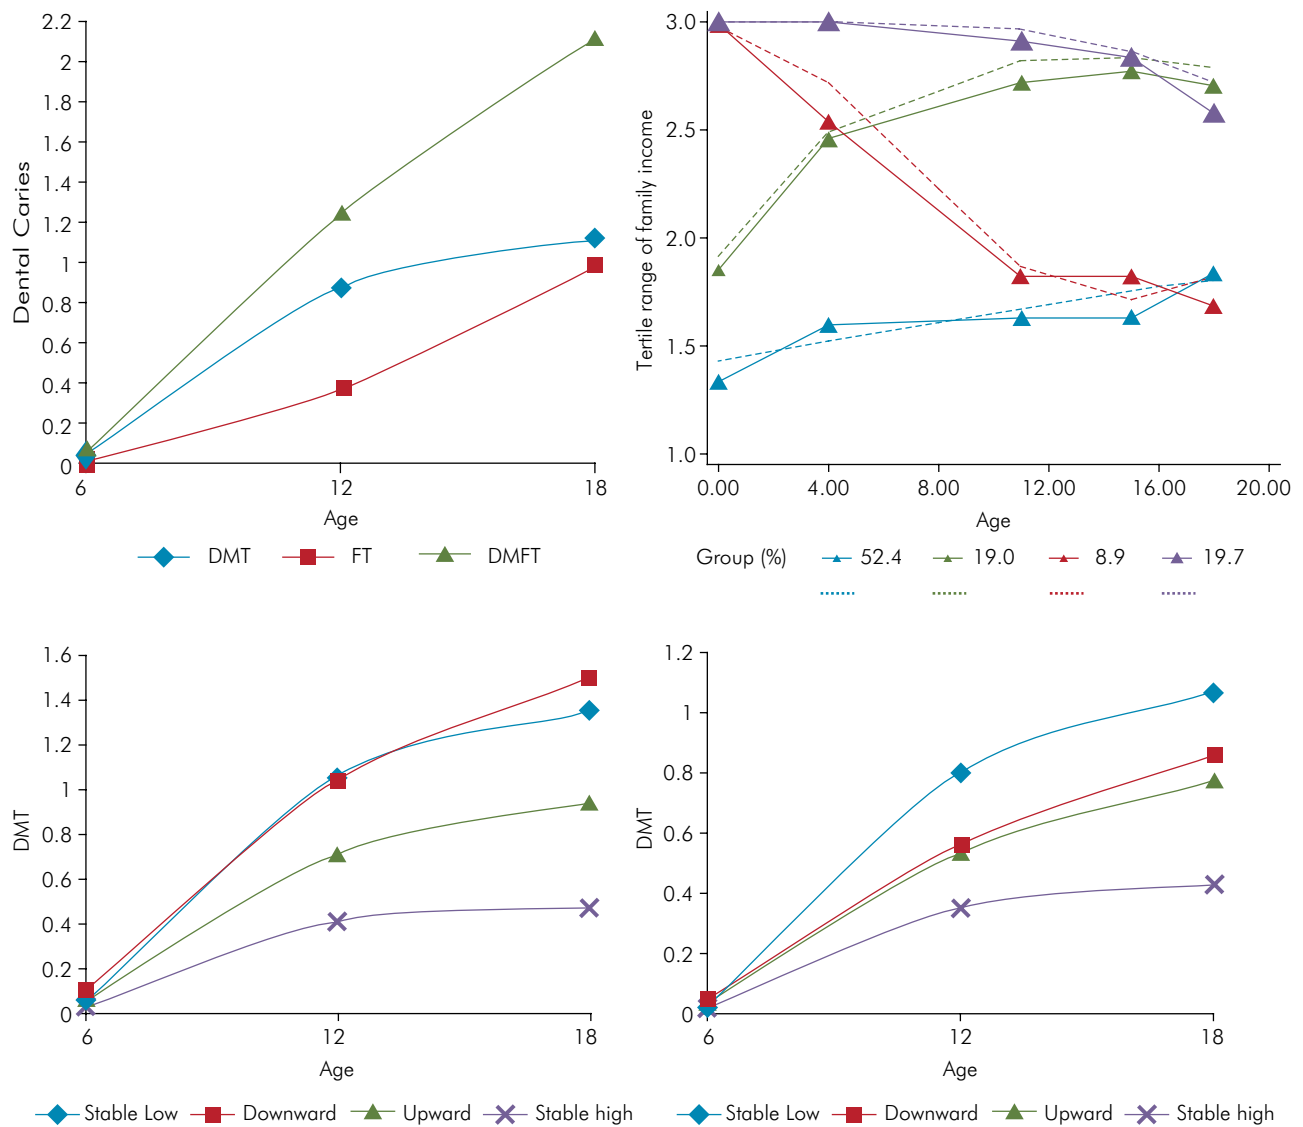 Dental Caries
2.2
2
1.8
1.6
1.4
1.2
1
0.8
0.6
0.4
0.2
0
6 12 18
Age
DMT FT DMFT
Tertile range of family income
3.0
2.5
2.0
1.5
1.0
0.00 4.00 8.00 12.00 16.00 20.00
Age
Group (%) 52.4 19.0 8.9 19.7
DMT
1.6
1.4
1.2
1
0.8
0.6
0.4
0.2
0
6 12 18
Age
Stable Low Downward Upward Stable high
DMT
1.2
1
0.8
0.6
0.4
0.2
0
6 12 18
Age
Stable Low Downward Upward Stable high